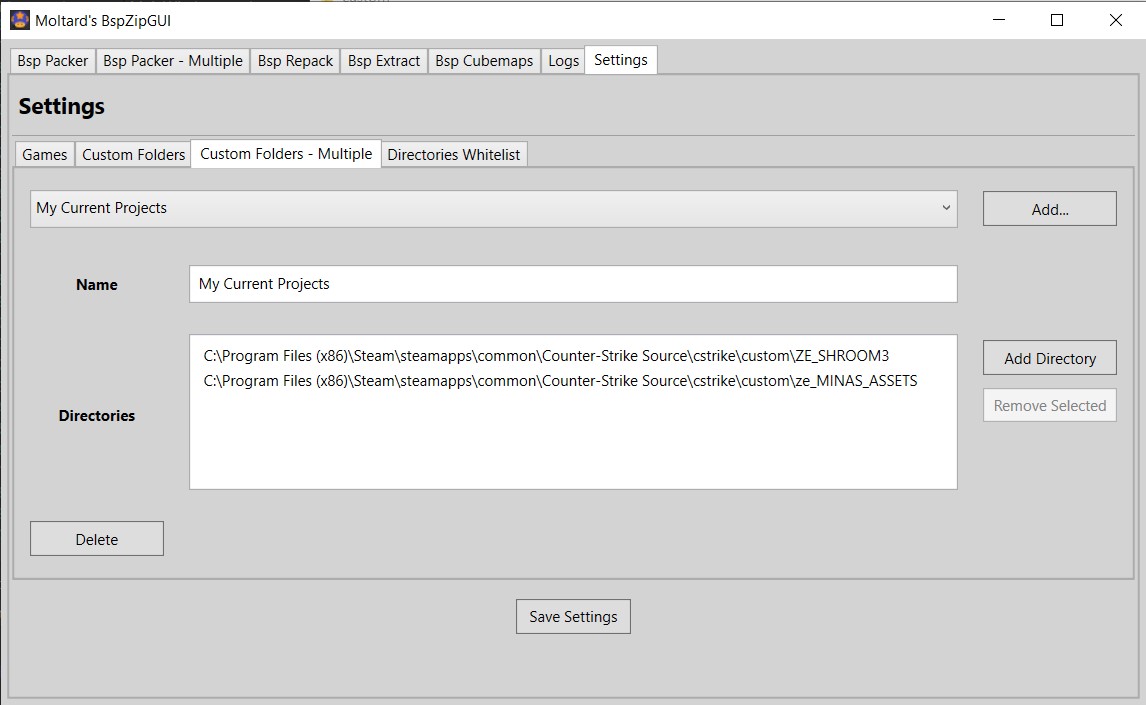 Moltard's BspZipGUI
Bsp Packer Bsp Packer - Multiple Bsp Repack Bsp Extract Bsp Cubemaps Logs Settings
Settings
Games Custom Folders Custom Folders - Multiple Directories Whitelist
My Current Projects Add...
Name My Current Projects
C:\Program Files (x86)\Steam\steamapps\common\Counter-Strike Source\cstrike\custom\ZE_SHROOM3 Add Directory
C:\Program Files (x86)\Steam\steamapps\common\Counter-Strike Source\cstrike\custom\ze_MINAS_ASSETS
Remove Selected
Directories
Delete
Save Settings